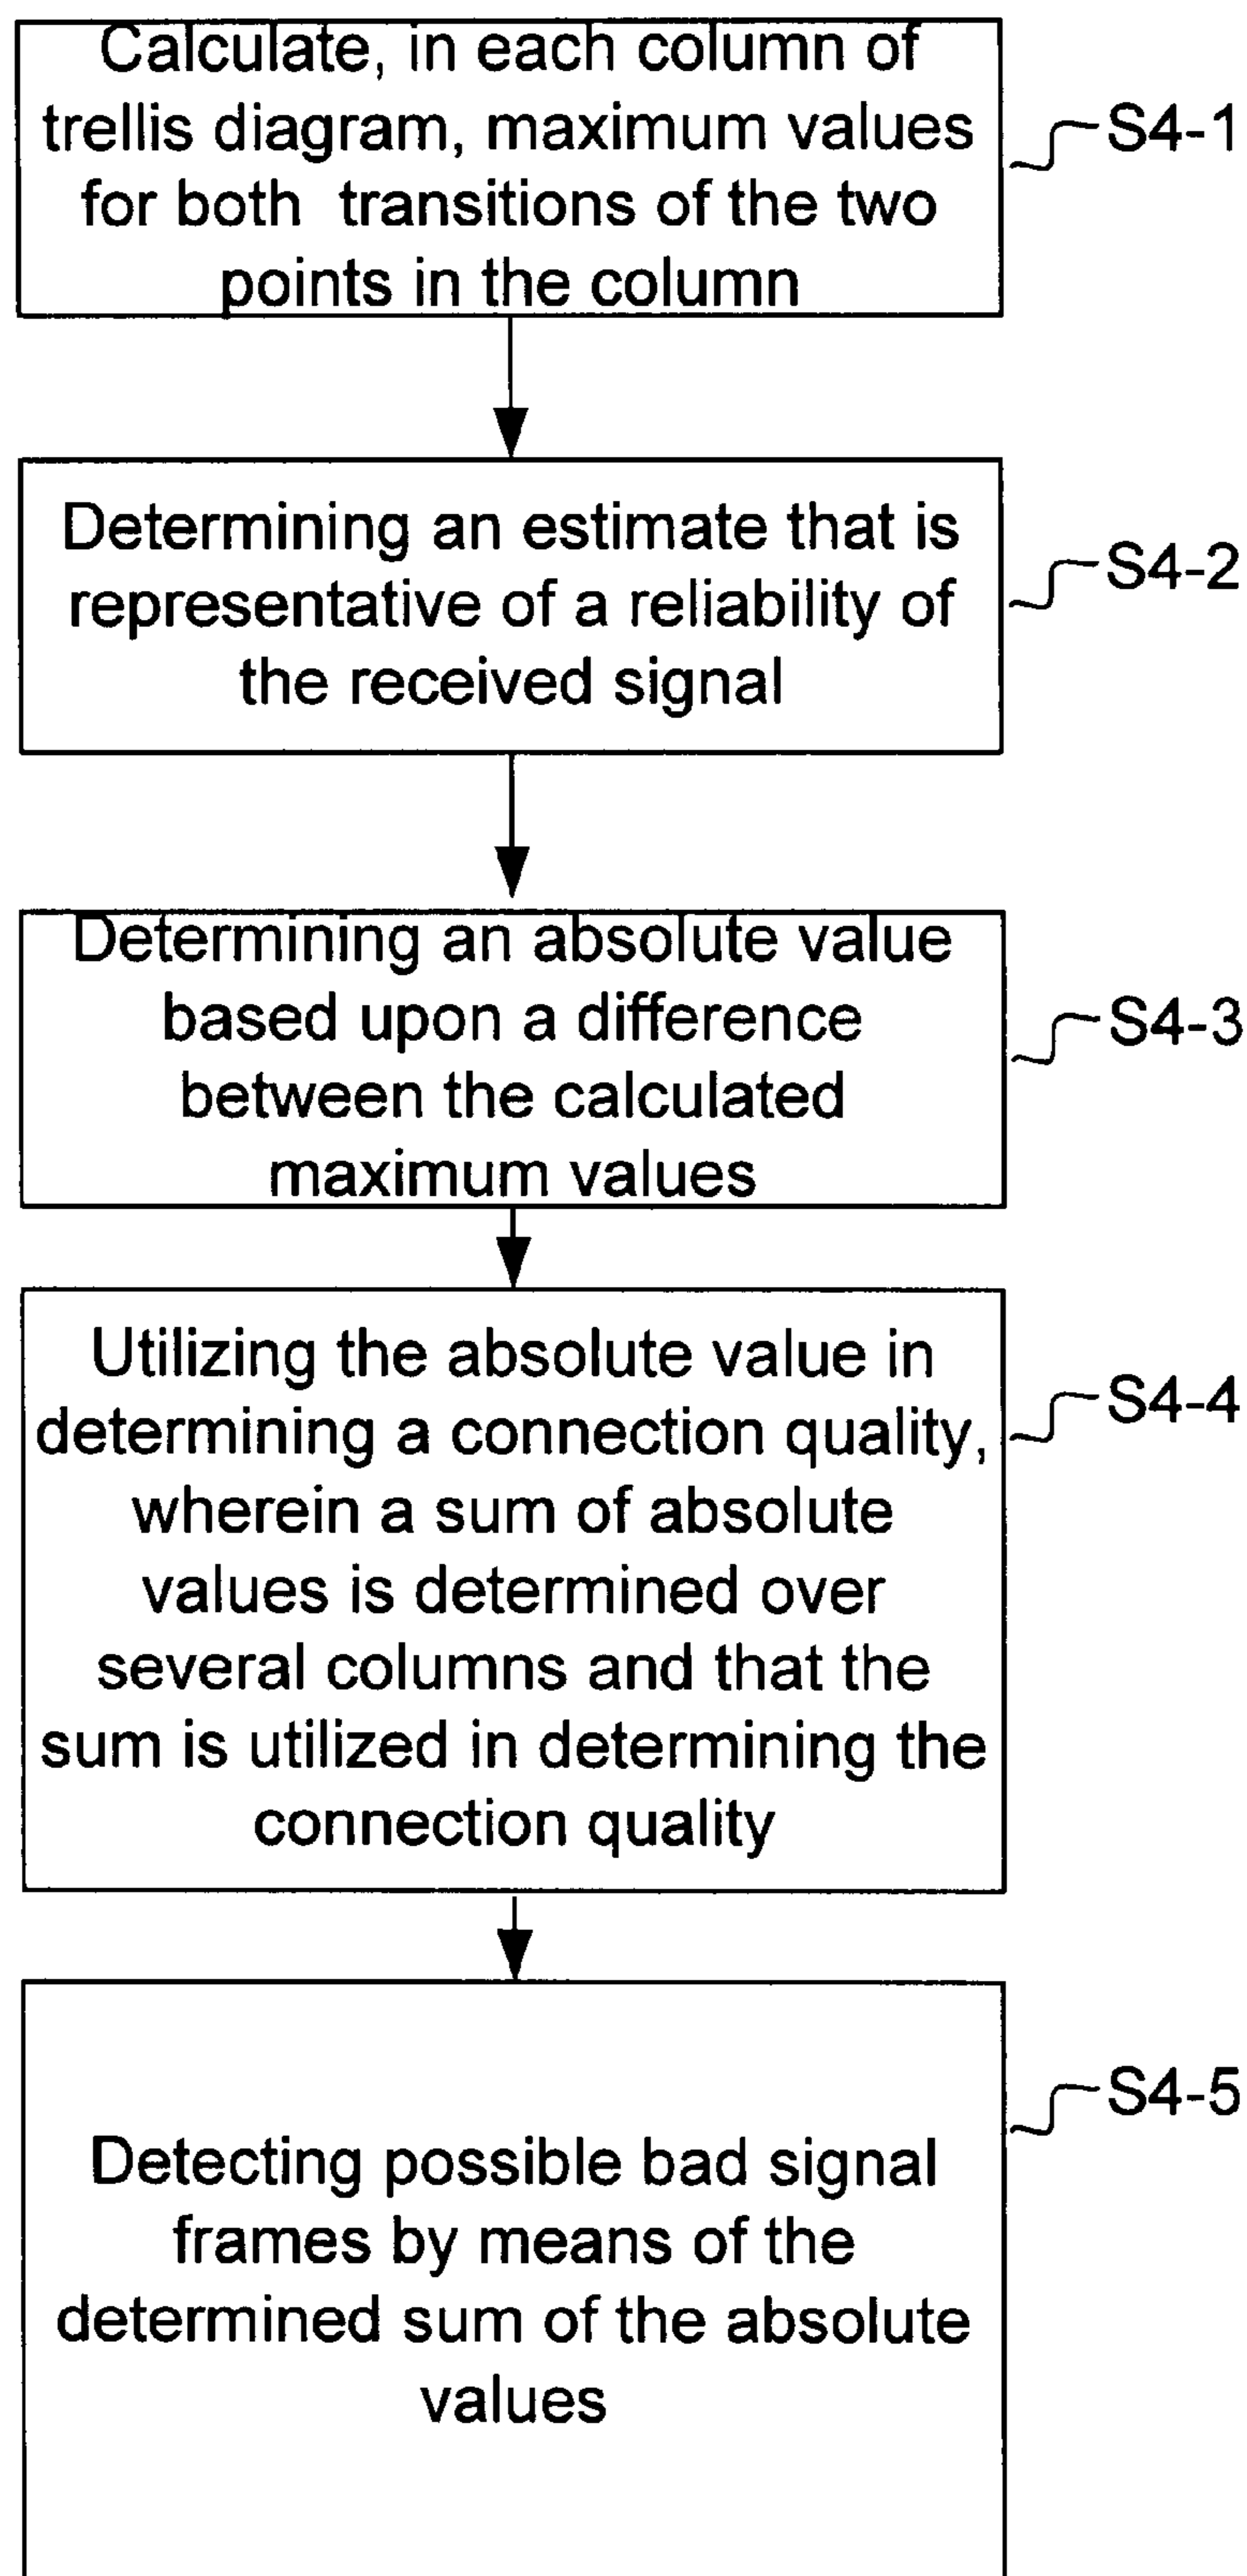 Calculate, in each column of
trellis diagram, maximum values
for both transitions of the two
points in the column
S4-1
Determining an estimate that is
representative of a reliability of
the received signal
S4-2
Determining an absolute value
based upon a difference
between the calculated
maximum values
S4-3
Utilizing the absolute value in
determining a connection quality,
wherein a sum of absolute
values is determined over
several columns and that the
sum is utilized in determining the
connection quality
S4-4
Detecting possible bad signal
frames by means of the
determined sum of the absolute
values
S4-5